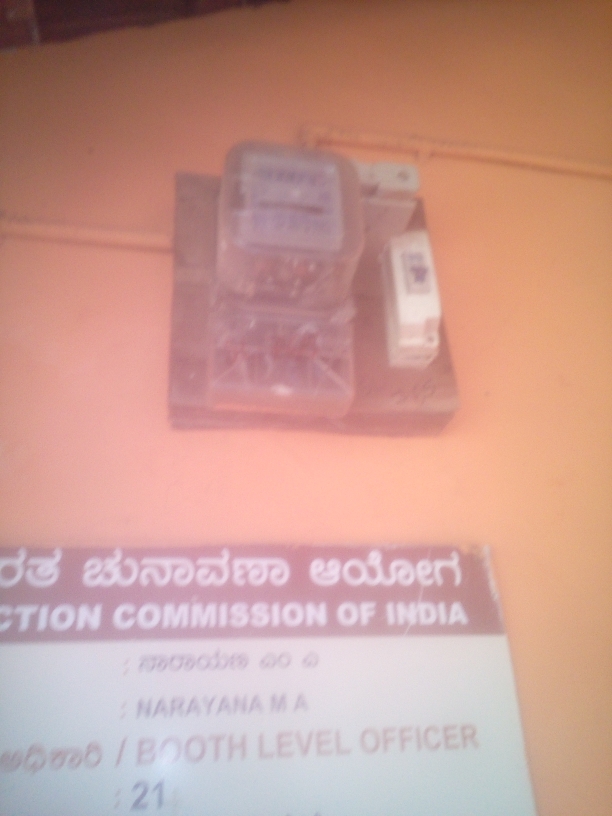 ರತ ಚುನಾವಣಾ ಆಯೋಗ
CTION COMMISSION OF INDIA
: ನಾರಾಯಣ ಎಂ ಎ
: NARAYANA M A
ಅಧಿಕಾರಿ / BOOTH LEVEL OFFICER
: 21